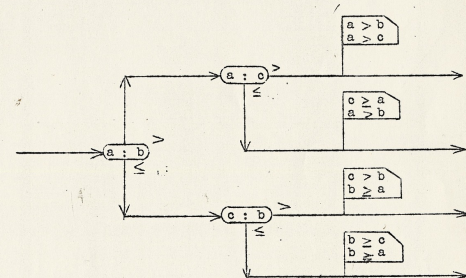 a > b
a > c
a : c >
≤
c ≥ a
a > b
a : b >
≤
c > b
b ≥ a
c : b >
≤
b ≥ c
b ≥ a